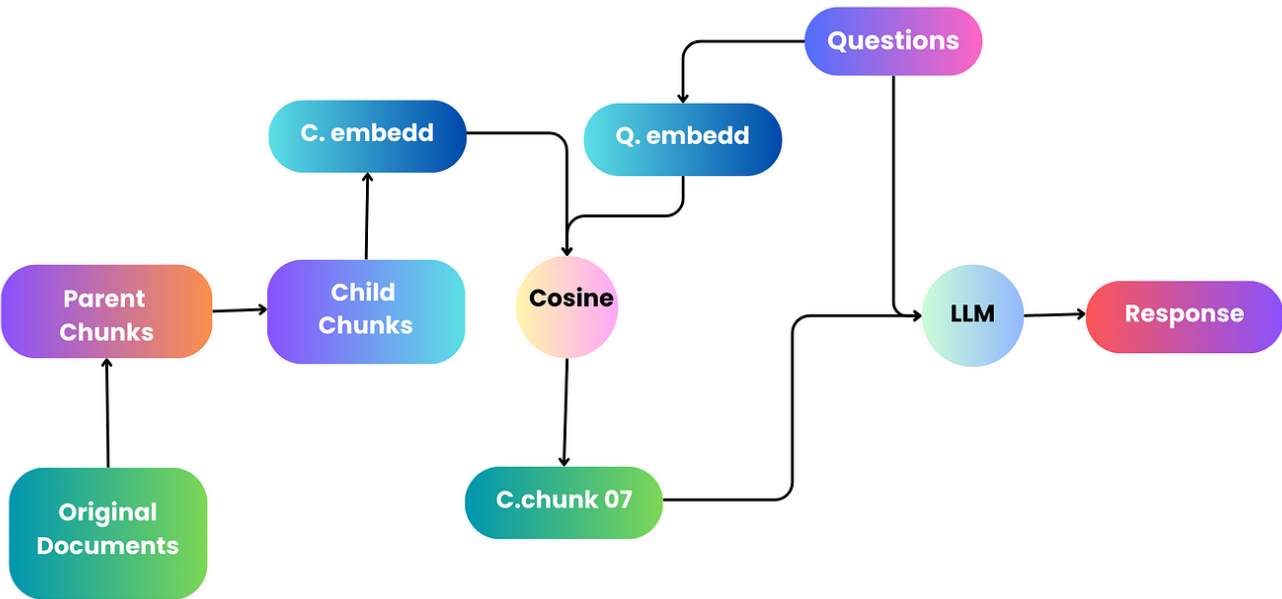 Questions
C. embedd
Q. embedd
Parent
Chunks
Child
Chunks
Cosine
LLM
Response
Original
Documents
C.chunk 07